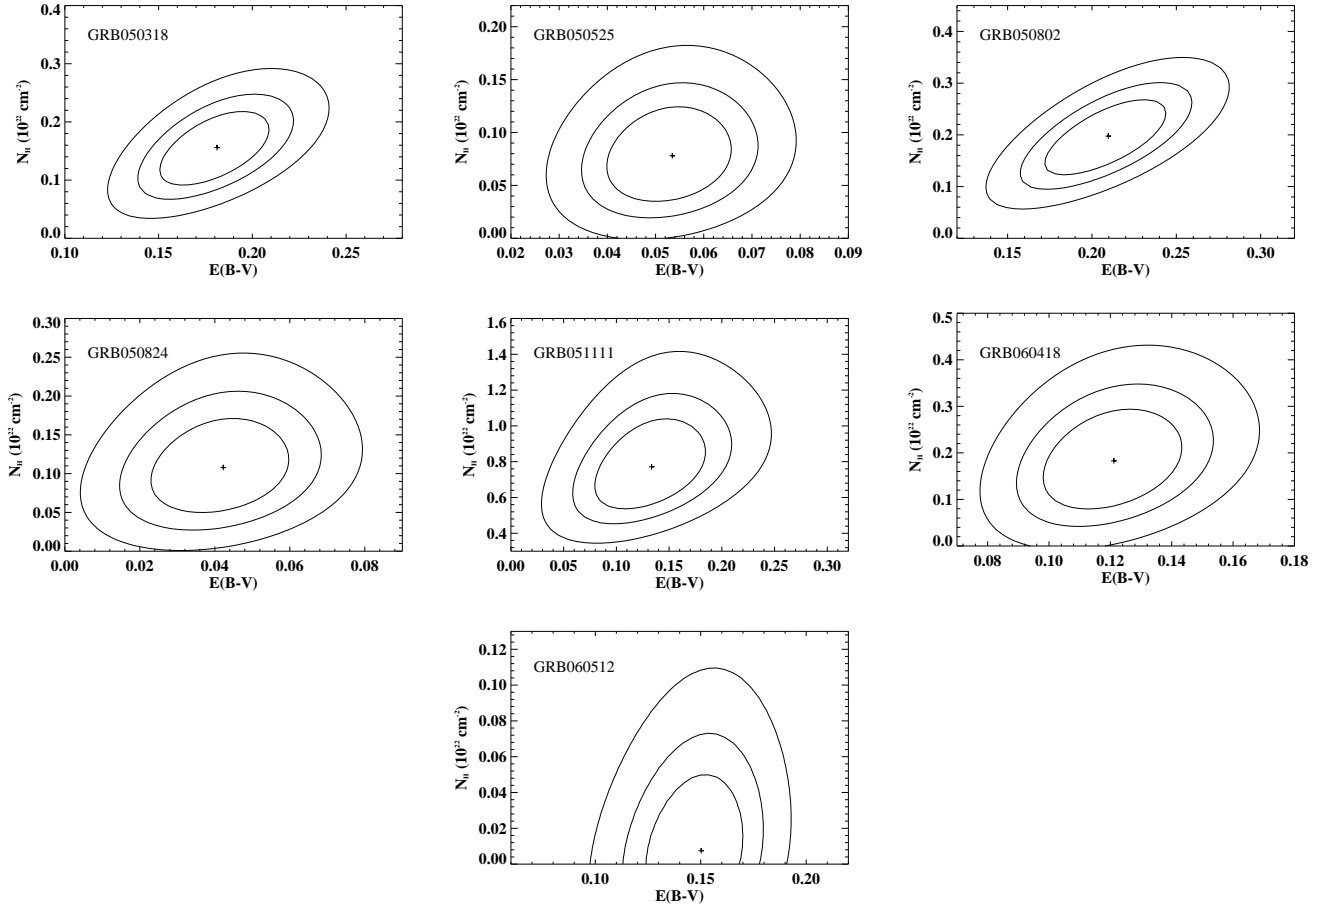 GRB050318
0.4
0.3
0.2
0.1
0.0
N_H (10^22 cm^-2)
0.10 0.15 0.20 0.25
E(B-V)
GRB050525
0.20
0.15
0.10
0.05
0.00
N_H (10^22 cm^-2)
0.02 0.03 0.04 0.05 0.06 0.07 0.08 0.09
E(B-V)
GRB050802
0.4
0.3
0.2
0.1
0.0
N_H (10^22 cm^-2)
0.15 0.20 0.25 0.30
E(B-V)
GRB050824
0.30
0.25
0.20
0.15
0.10
0.05
0.00
N_H (10^22 cm^-2)
0.00 0.02 0.04 0.06 0.08
E(B-V)
GRB051111
1.6
1.4
1.2
1.0
0.8
0.6
0.4
N_H (10^22 cm^-2)
0.00 0.05 0.10 0.15 0.20 0.25 0.30
E(B-V)
GRB060418
0.5
0.4
0.3
0.2
0.1
0.0
N_H (10^22 cm^-2)
0.08 0.10 0.12 0.14 0.16 0.18
E(B-V)
GRB060512
0.12
0.10
0.08
0.06
0.04
0.02
0.00
N_H (10^22 cm^-2)
0.10 0.15 0.20
E(B-V)